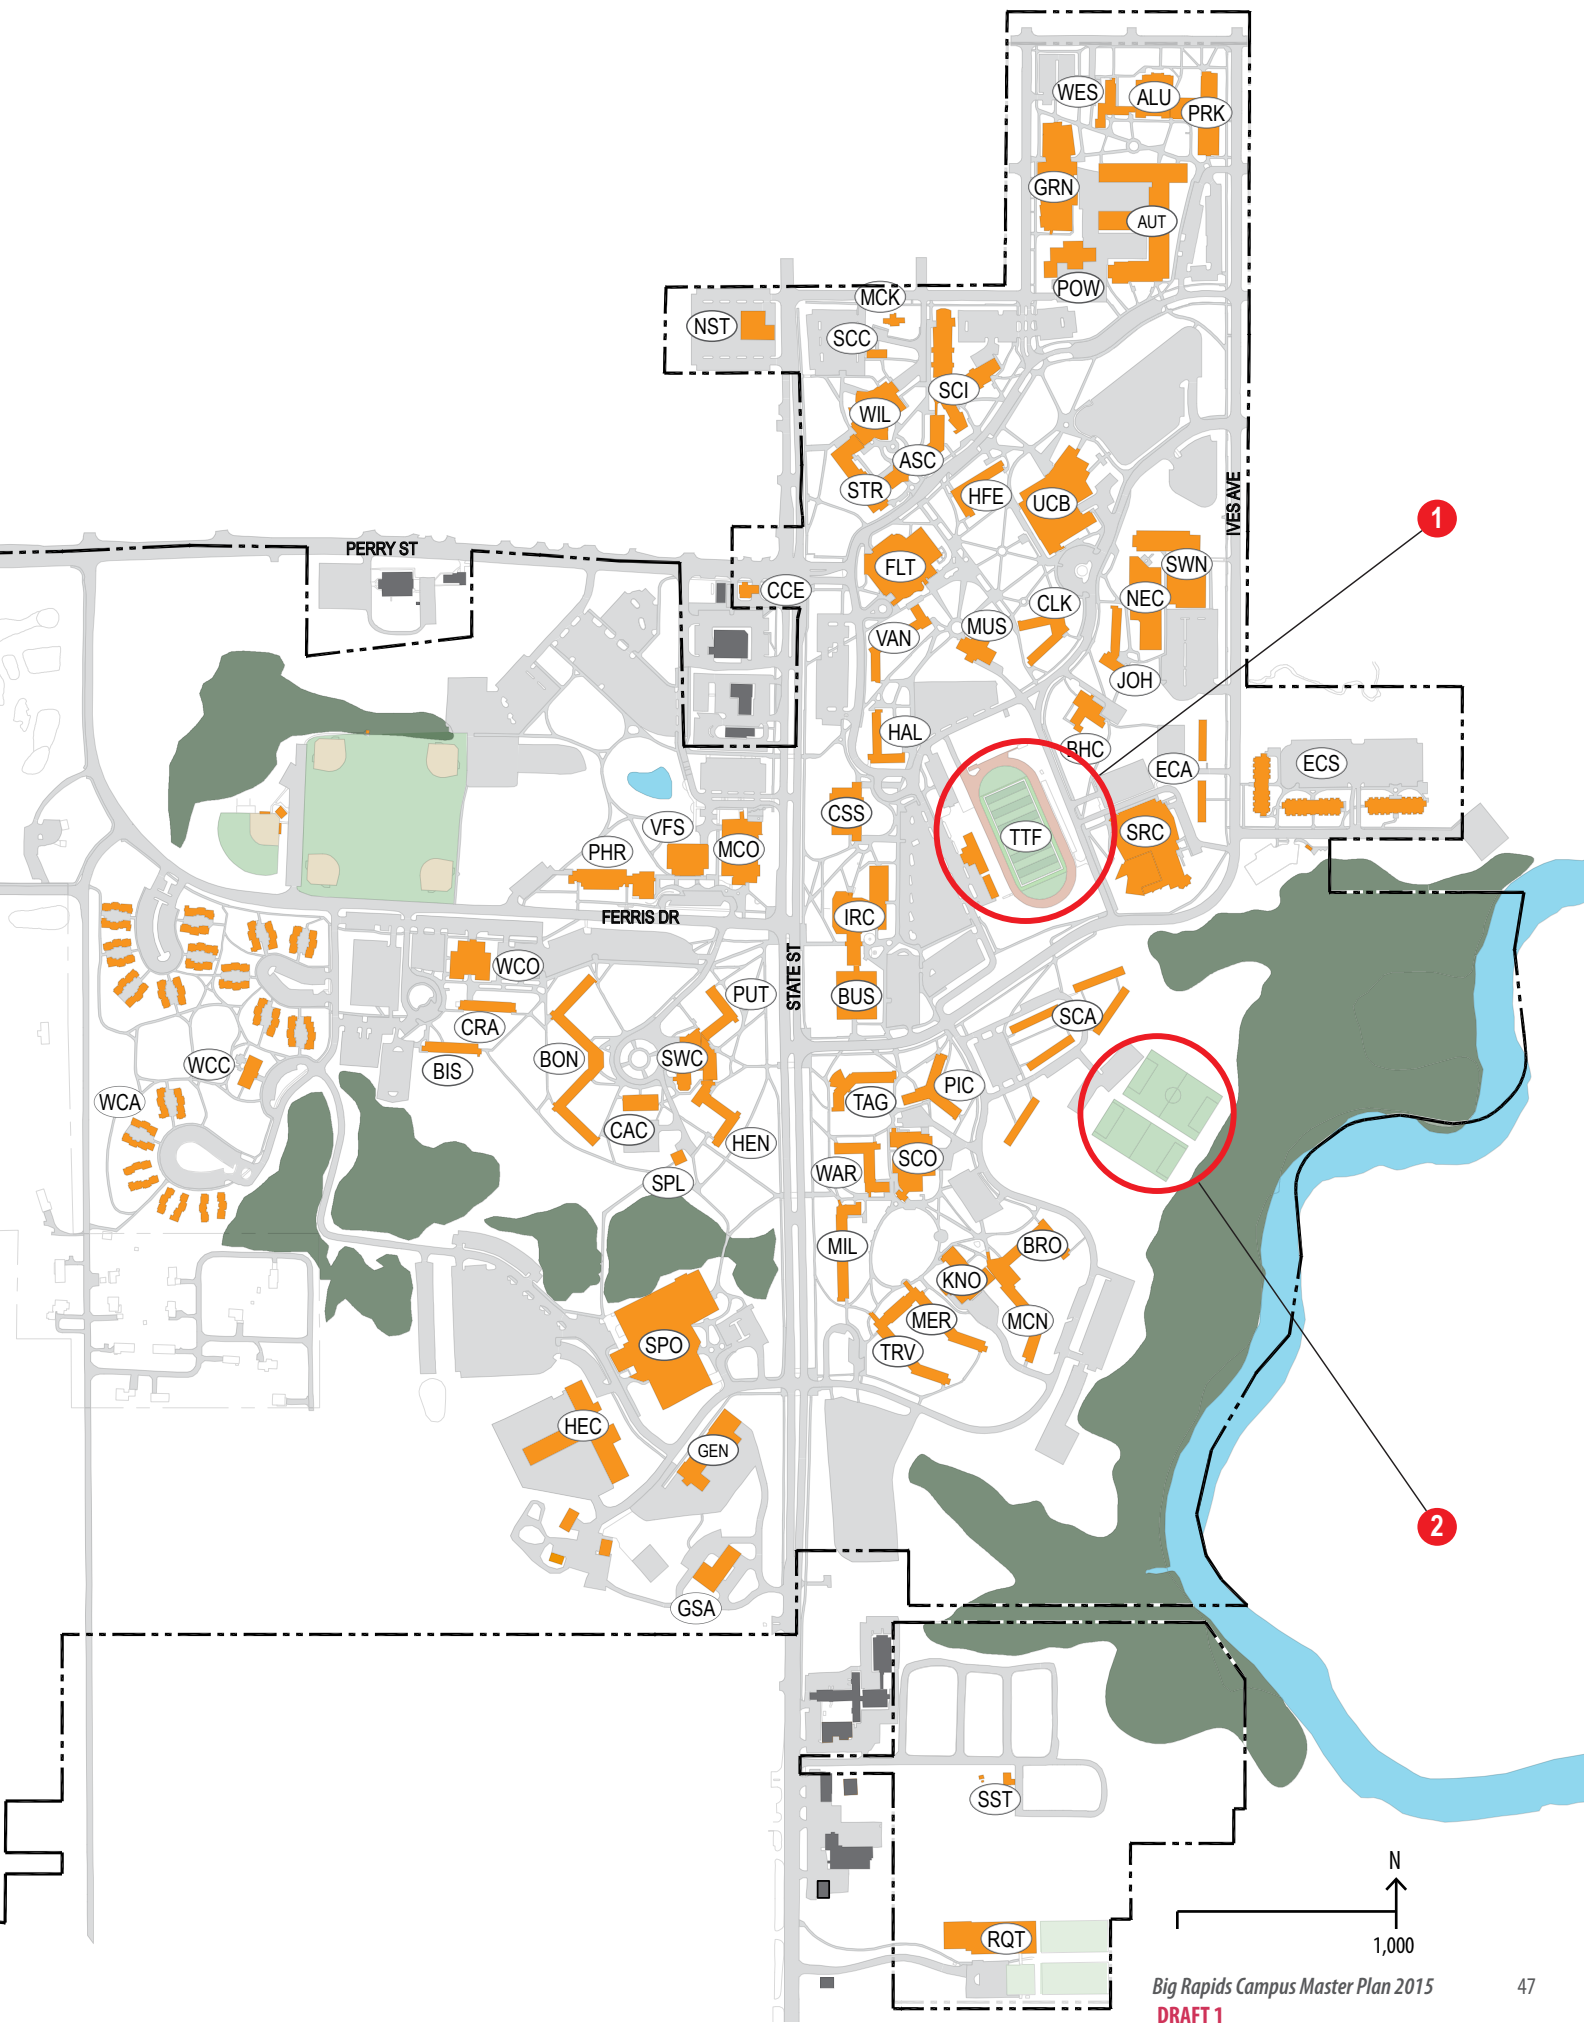 WES
ALU
PRK
GRN
AUT
POW
MCK
NST
SCC
SCI
WIL
ASC
STR
HFE
UCB
IVES AVE
1
PERRY ST
FLT
SWN
CCE
NEC
CLK
VAN
MUS
JOH
HAL
BHC
ECA
ECS
CSS
VFS
MCO
PHR
TTF
SRC
FERRIS DR
IRC
WCO
STATE ST
PUT
BUS
CRA
SCA
BON
SWC
WCC
BIS
PIC
WCA
TAG
CAC
HEN
SCO
WAR
SPL
MIL
BRO
KNO
MER
MCN
SPO
TRV
HEC
GEN
2
GSA
SST
N
RQT
1,000
Big Rapids Campus Master Plan 2015 47
DRAFT 1